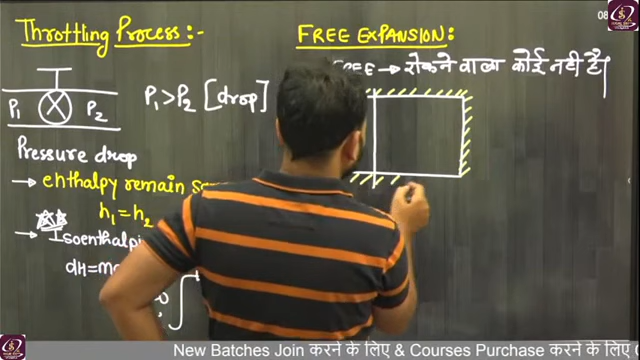 Throttling Process:-
P₁ P₂
P₁>P₂ [drop]
Pressure drop
→ enthalpy remain
h₁=h₂
→ Isoenthalpi
dH=
FREE EXPANSION:
FREE → रोकने वाला कोई नही है|
08
New Batches Join करने के लिए & Courses Purchase करने के लिए